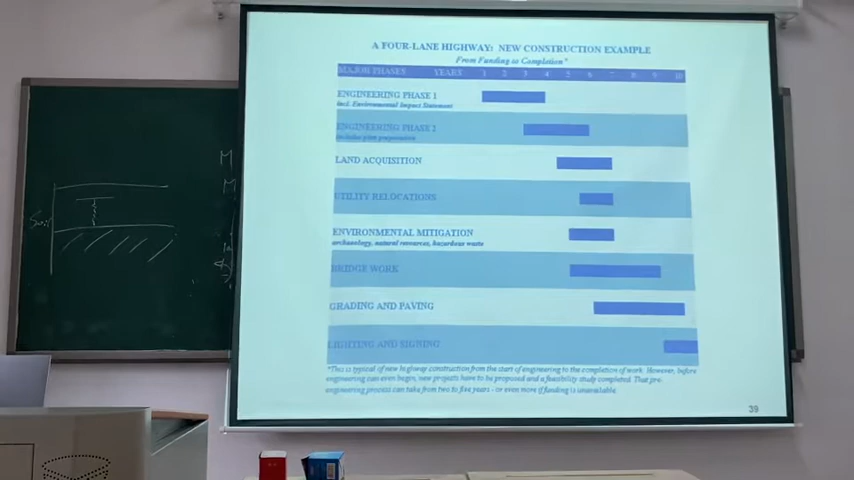 A FOUR-LANE HIGHWAY: NEW CONSTRUCTION EXAMPLE
From Funding to Completion*
MAJOR PHASES YEARS 1 2 3 4 5 6 7 8 9 10
ENGINEERING PHASE 1
incl. Environmental Impact Statement
ENGINEERING PHASE 2
includes plan preparation
LAND ACQUISITION
UTILITY RELOCATIONS
ENVIRONMENTAL MITIGATION
archaeology, natural resources, hazardous waste
BRIDGE WORK
GRADING AND PAVING
LIGHTING AND SIGNING
*This is typical of new highway construction from the start of engineering to the completion of work. However, before
engineering can even begin, new projects have to be proposed and a feasibility study completed. That pre-
engineering process can take from two to five years - or even more if funding is unavailable.
39